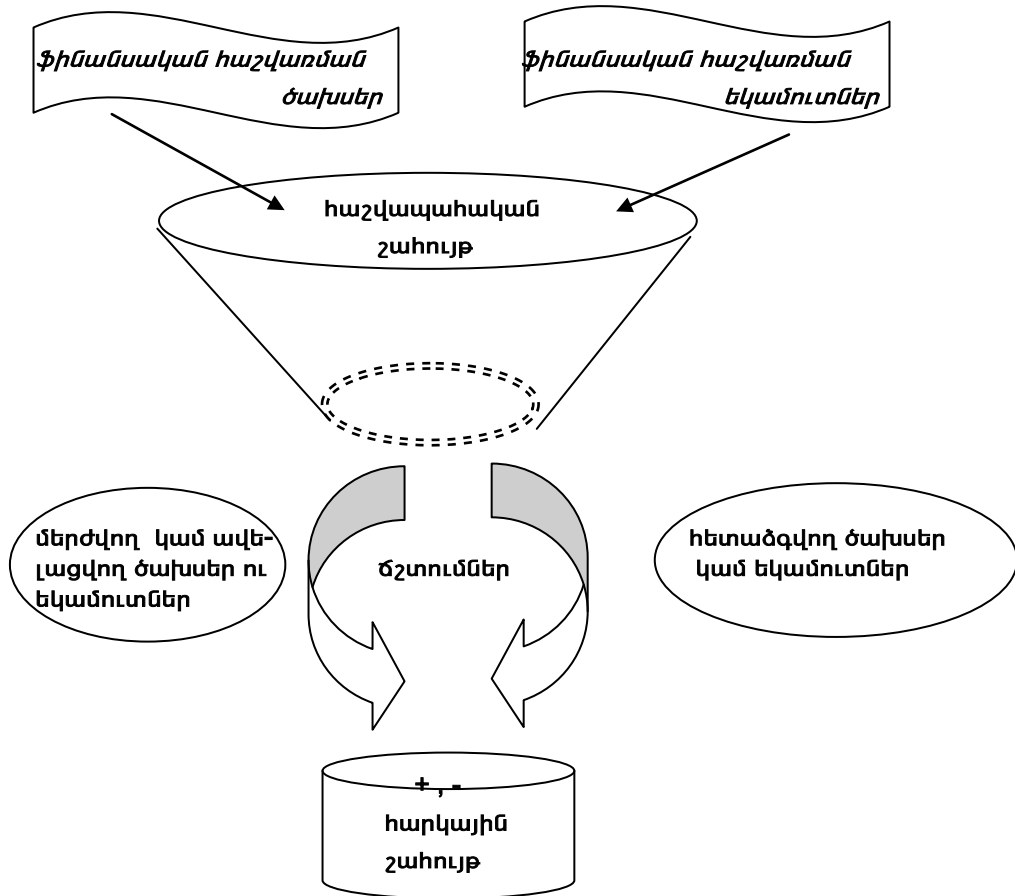 ֆինանսական հաշվառման
ծախսեր
ֆինանսական հաշվառման
եկամուտներ
հաշվապահական
շահույթ
մերժվող կամ ավե-
լացվող ծախսեր ու
եկամուտներ
ճշտումներ
հետաձգվող ծախսեր
կամ եկամուտներ
+ , -
հարկային
շահույթ